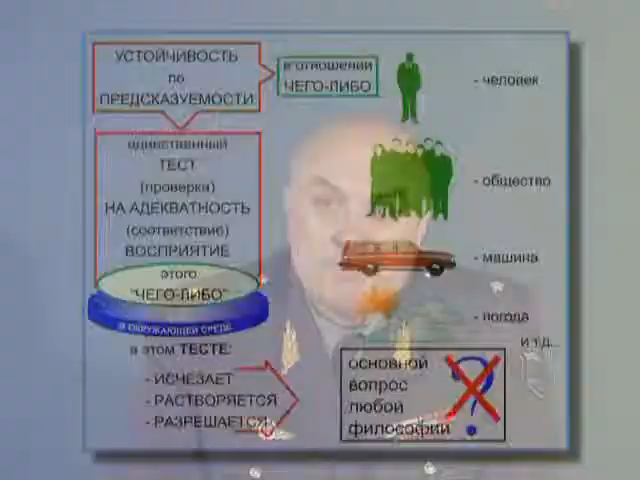 УСТОЙЧИВОСТЬ
по
ПРЕДСКАЗУЕМОСТИ
в отношении
ЧЕГО-ЛИБО
- человек
единственный
ТЕСТ
(проверка)
НА АДЕКВАТНОСТЬ
(соответствие)
ВОСПРИЯТИЕ
этого
"ЧЕГО-ЛИБО"
В ОКРУЖАЮЩЕЙ СРЕДЕ
- общество
- машина
- погода
и т.д...
в этом ТЕСТЕ:
- ИСЧЕЗАЕТ
- РАСТВОРЯЕТСЯ
- РАЗРЕШАЕТСЯ
основной
вопрос
любой
философии
?